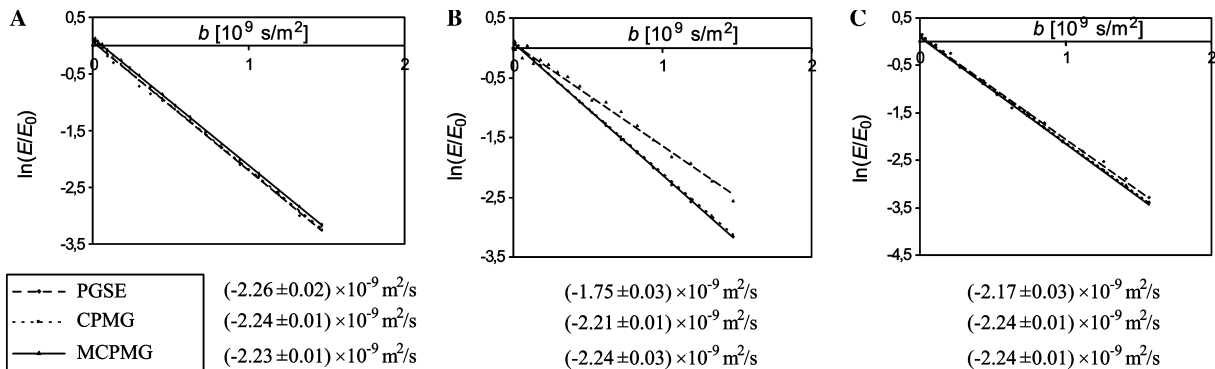 A
0,5
b [10⁹ s/m²]
0
1
2
-0,5
-1,5
-2,5
-3,5
ln(E/E₀)
B
0,5
b [10⁹ s/m²]
0
1
2
-0,5
-1,5
-2,5
-3,5
ln(E/E₀)
C
0,5
b [10⁹ s/m²]
0
1
2
-0,5
-1,5
-2,5
-3,5
-4,5
ln(E/E₀)
PGSE (-2.26 ±0.02) ×10⁻⁹ m²/s (-1.75 ±0.03) ×10⁻⁹ m²/s (-2.17 ±0.03) ×10⁻⁹ m²/s
CPMG (-2.24 ±0.01) ×10⁻⁹ m²/s (-2.21 ±0.01) ×10⁻⁹ m²/s (-2.24 ±0.01) ×10⁻⁹ m²/s
MCPMG (-2.23 ±0.01) ×10⁻⁹ m²/s (-2.24 ±0.03) ×10⁻⁹ m²/s (-2.24 ±0.01) ×10⁻⁹ m²/s